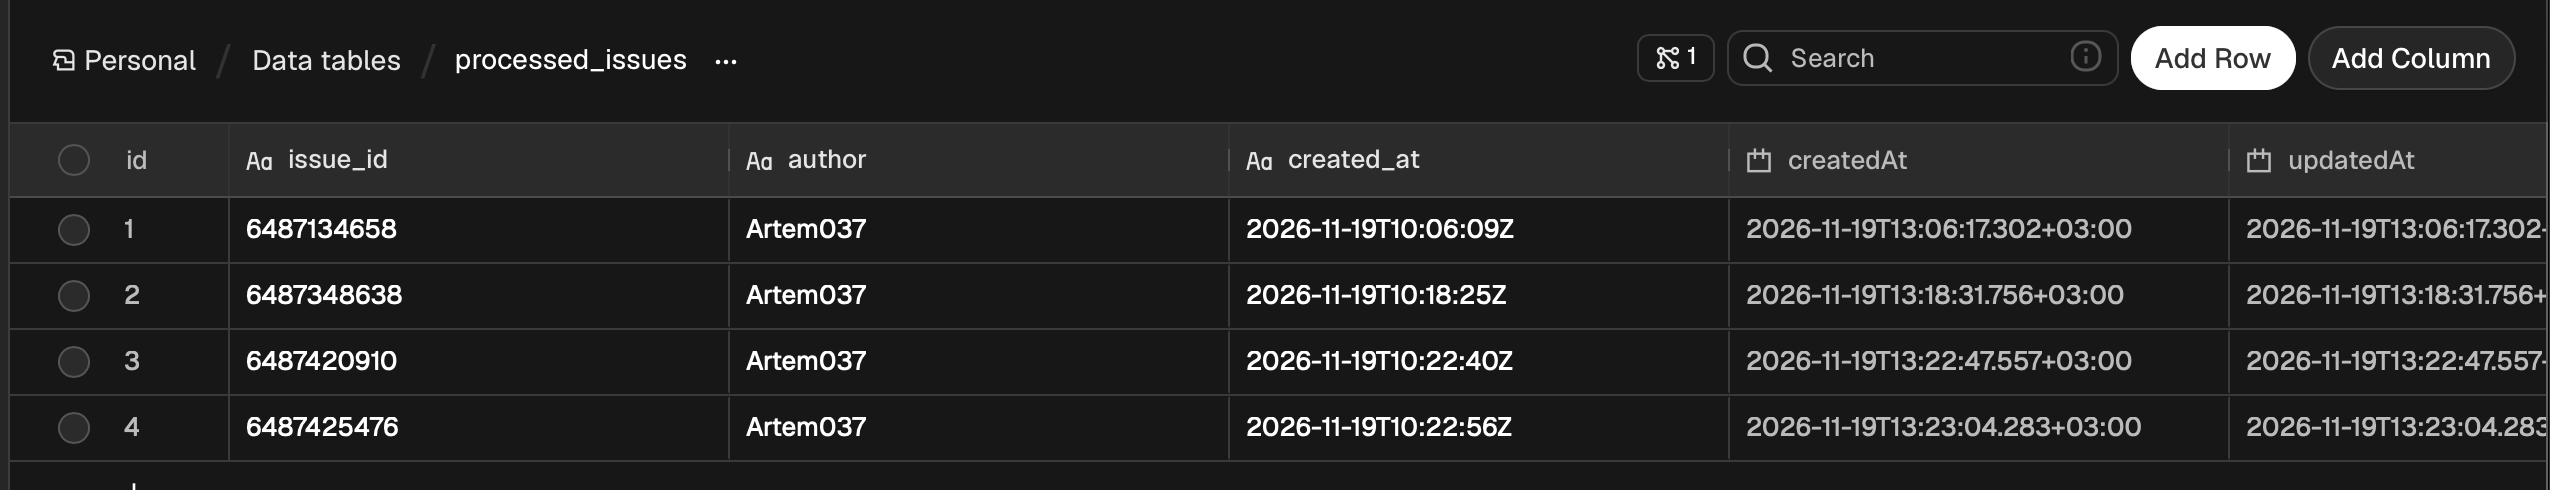 Personal / Data tables / processed_issues ... 1 Search Add Row Add Column
id Aa issue_id Aa author Aa created_at createdAt updatedAt
1 6487134658 Artem037 2026-11-19T10:06:09Z 2026-11-19T13:06:17.302+03:00 2026-11-19T13:06:17.302
2 6487348638 Artem037 2026-11-19T10:18:25Z 2026-11-19T13:18:31.756+03:00 2026-11-19T13:18:31.756+
3 6487420910 Artem037 2026-11-19T10:22:40Z 2026-11-19T13:22:47.557+03:00 2026-11-19T13:22:47.557
4 6487425476 Artem037 2026-11-19T10:22:56Z 2026-11-19T13:23:04.283+03:00 2026-11-19T13:23:04.283